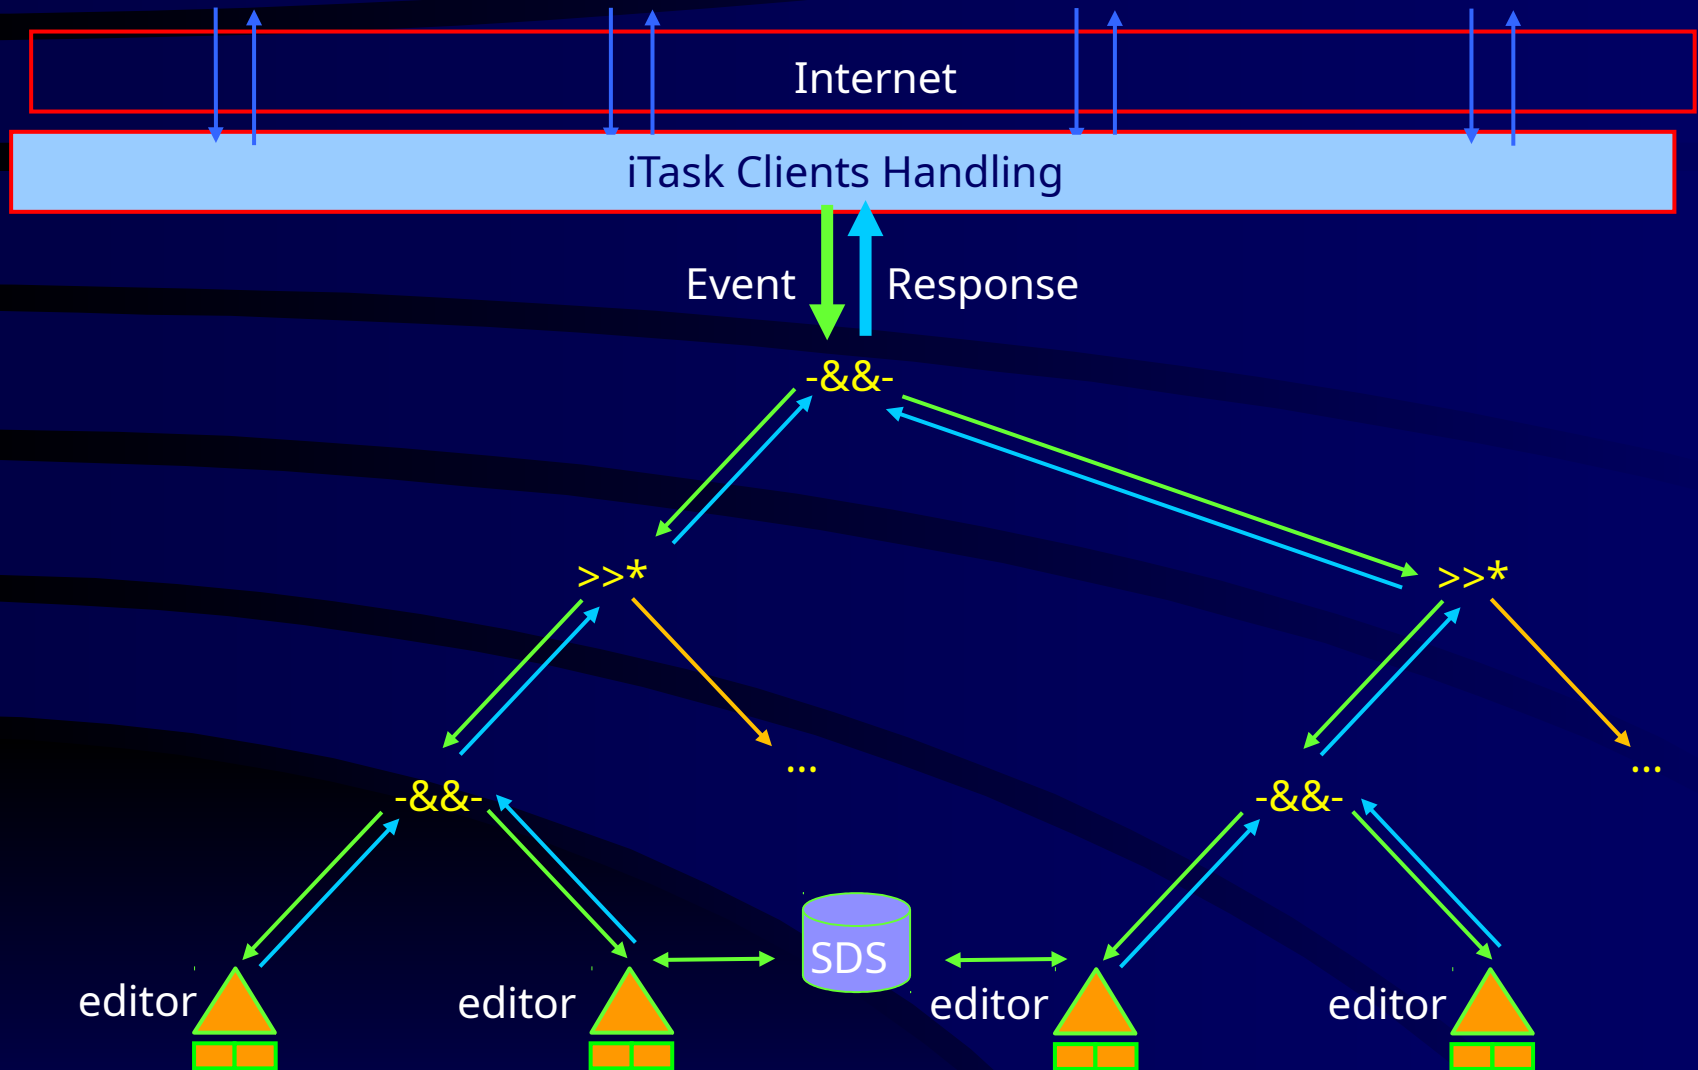 Internet
iTask Clients Handling
Event
Response
-&&-
>>*
>>*
...
...
-&&-
-&&-
SDS
editor
editor
editor
editor